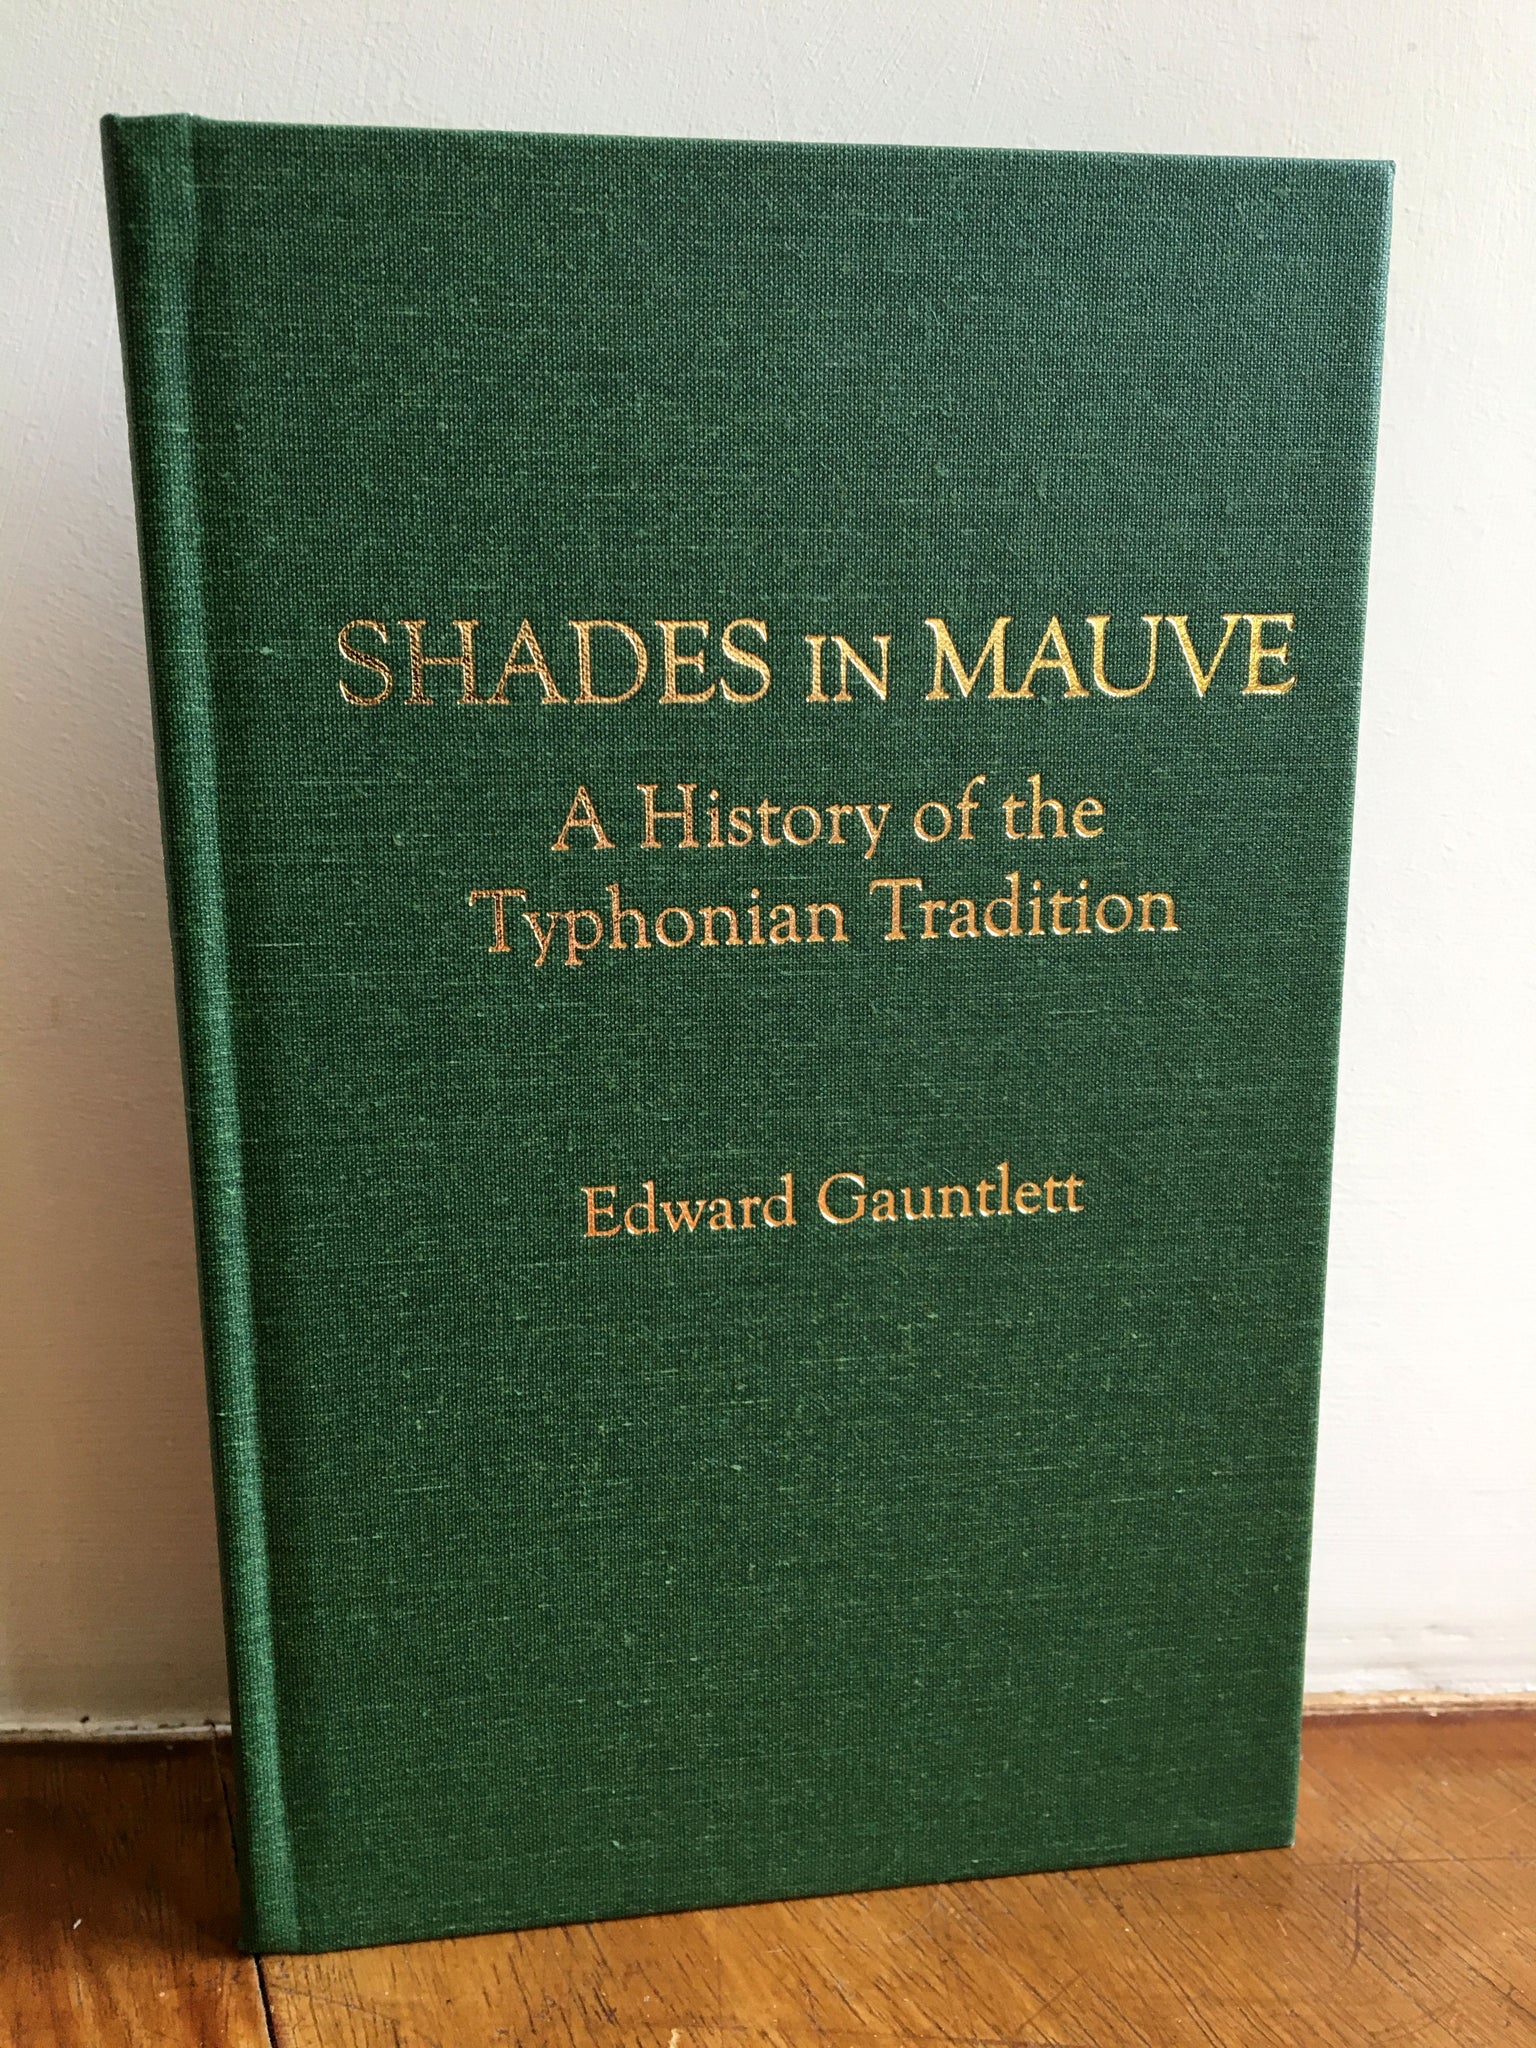 SHADES IN MAUVE
A History of the
Typhonian Tradition
Edward Gauntlett